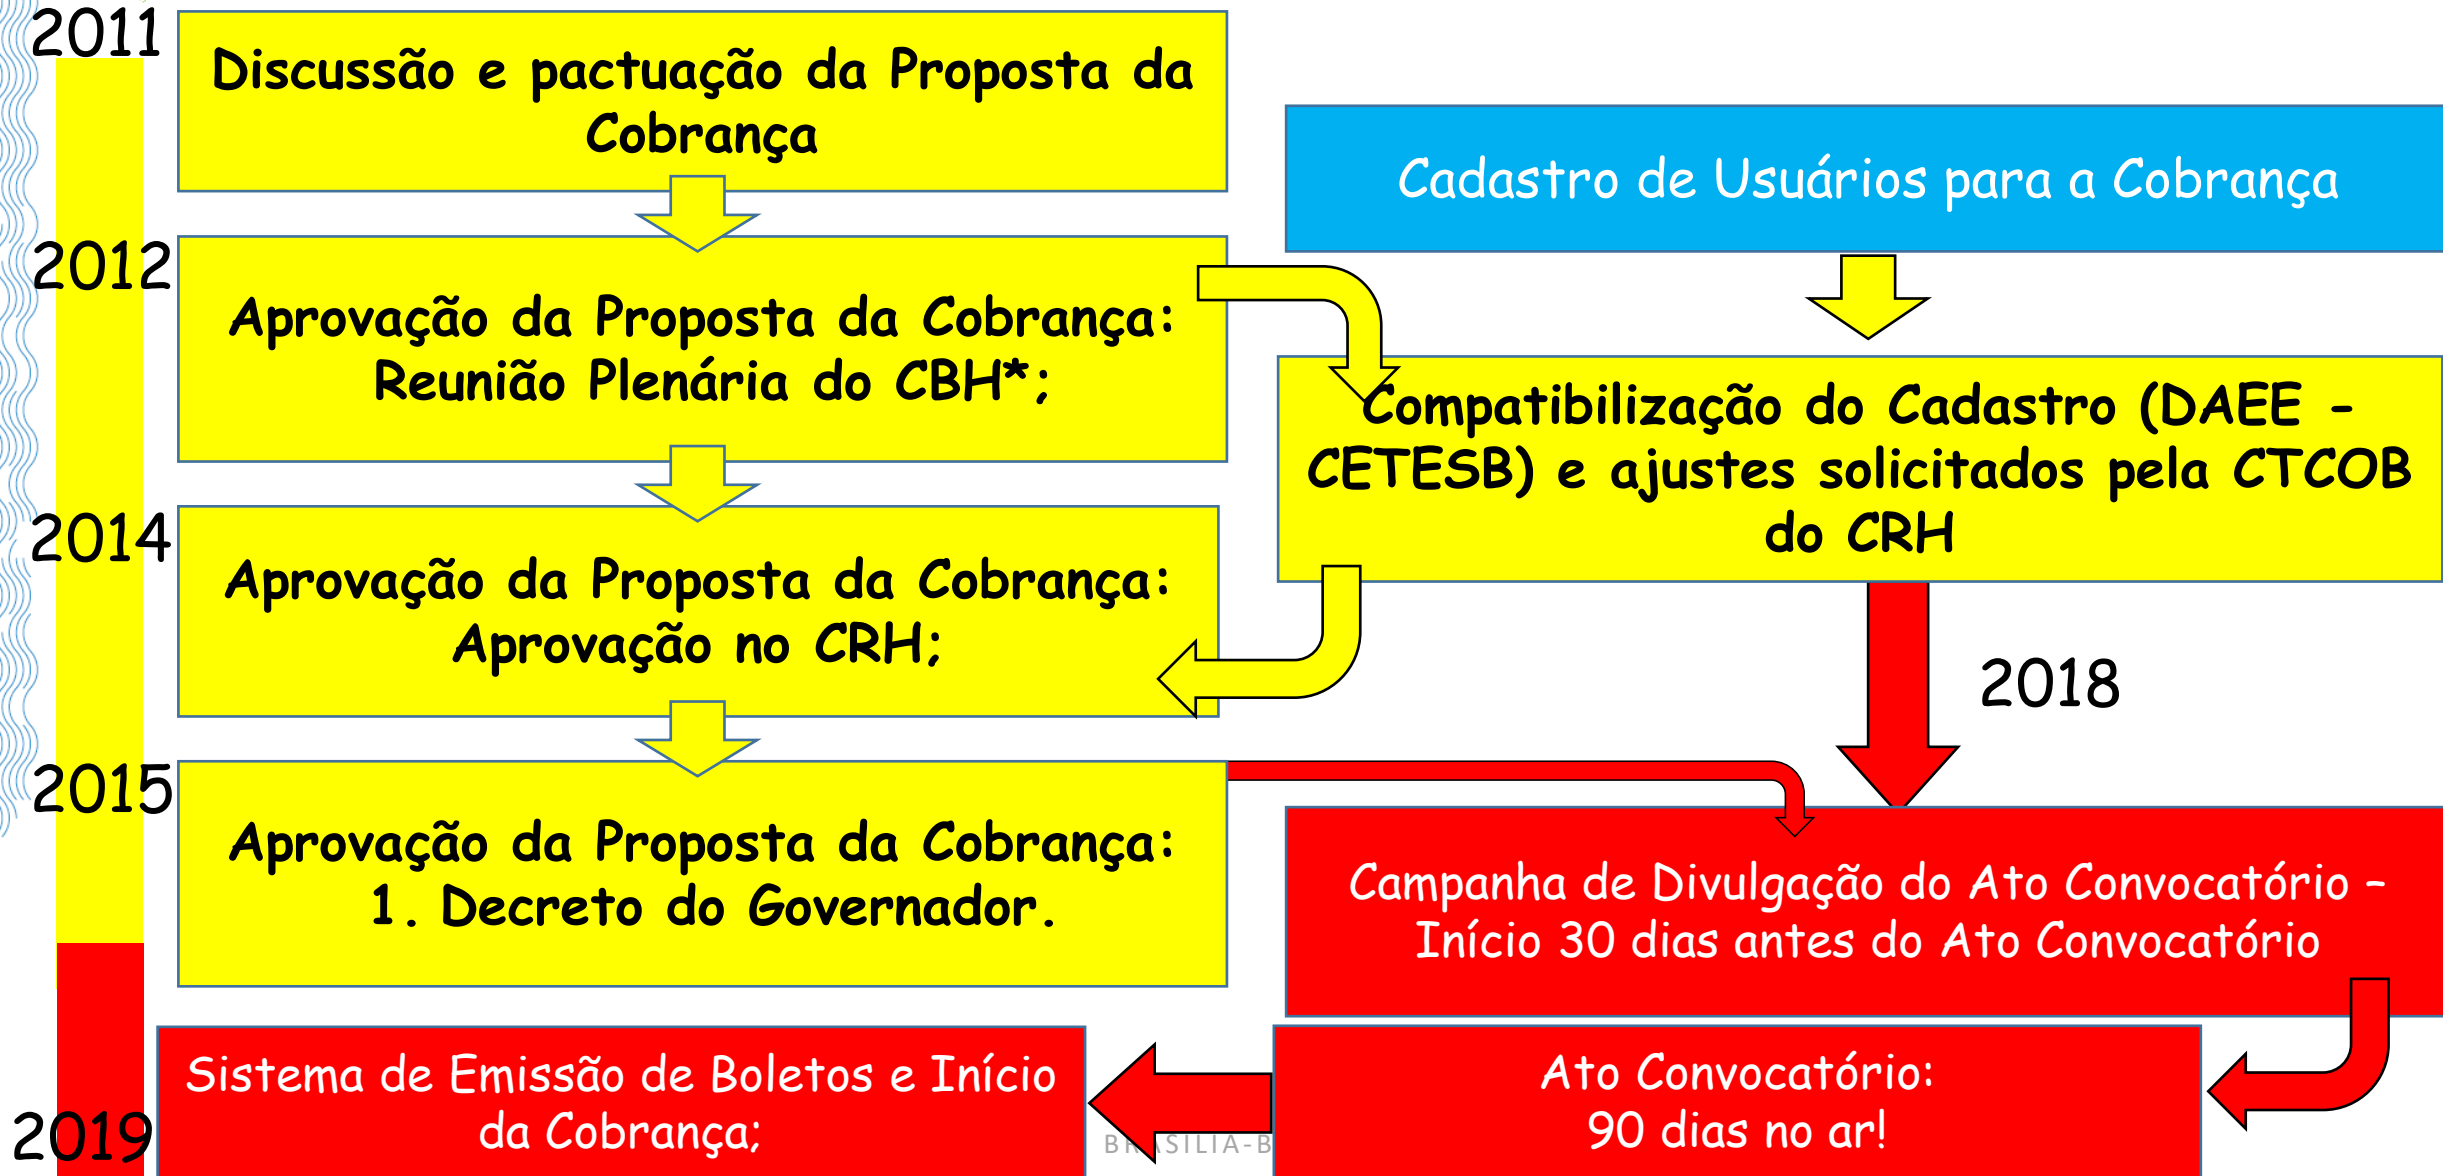 2011
Discussão e pactuação da Proposta da
Cobrança
Cadastro de Usuários para a Cobrança
2012
Aprovação da Proposta da Cobrança:
Reunião Plenária do CBH*;
Compatibilização do Cadastro (DAEE -
CETESB) e ajustes solicitados pela CTCOB
do CRH
2014
Aprovação da Proposta da Cobrança:
Aprovação no CRH;
2018
2015
Aprovação da Proposta da Cobrança:
1. Decreto do Governador.
Campanha de Divulgação do Ato Convocatório –
Início 30 dias antes do Ato Convocatório
Sistema de Emissão de Boletos e Início
da Cobrança;
2019
Ato Convocatório:
90 dias no ar!